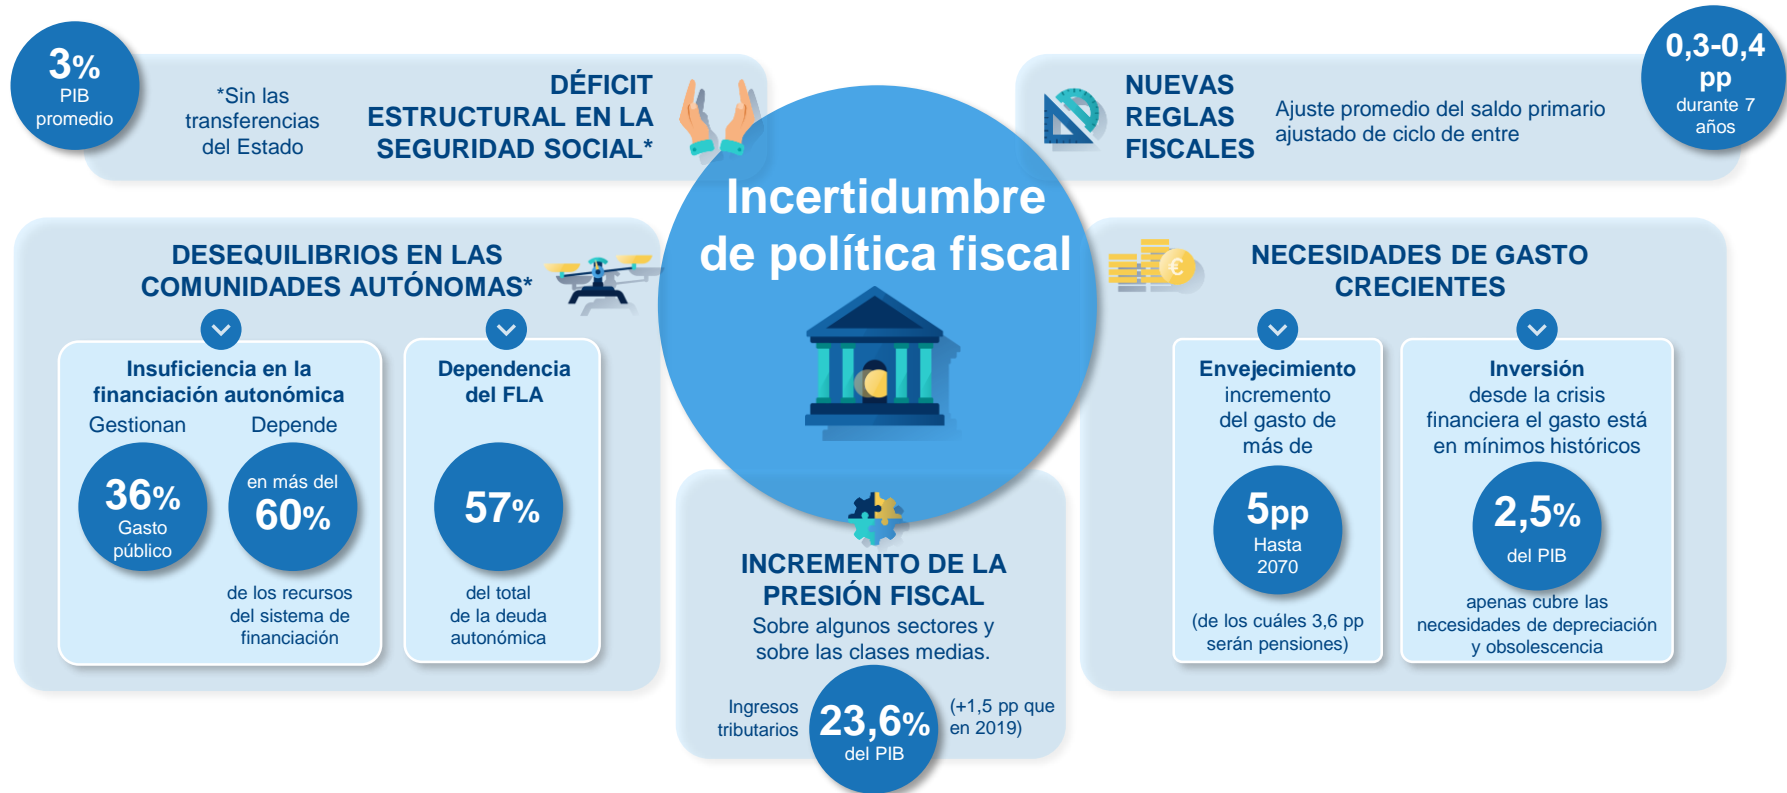 3%
PIB
promedio
*Sin las
transferencias
del Estado
DÉFICIT
ESTRUCTURAL EN LA
SEGURIDAD SOCIAL*
NUEVAS
REGLAS
FISCALES
Ajuste promedio del saldo primario
ajustado de ciclo de entre
0,3-0,4
pp
durante 7
años
Incertidumbre
de política fiscal
DESEQUILIBRIOS EN LAS
COMUNIDADES AUTÓNOMAS*
Insuficiencia en la
financiación autonómica
Gestionan
36%
Gasto
público
Depende
en más del
60%
de los recursos
del sistema de
financiación
Dependencia
del FLA
57%
del total
de la deuda
autonómica
INCREMENTO DE LA
PRESIÓN FISCAL
Sobre algunos sectores y
sobre las clases medias.
Ingresos
tributarios
23,6%
del PIB
(+1,5 pp que
en 2019)
€
NECESIDADES DE GASTO
CRECIENTES
Envejecimiento
incremento
del gasto de
más de
5pp
Hasta
2070
(de los cuáles 3,6 pp
serán pensiones)
Inversión
desde la crisis
financiera el gasto está
en mínimos históricos
2,5%
del PIB
apenas cubre las
necesidades de depreciación
y obsolescencia